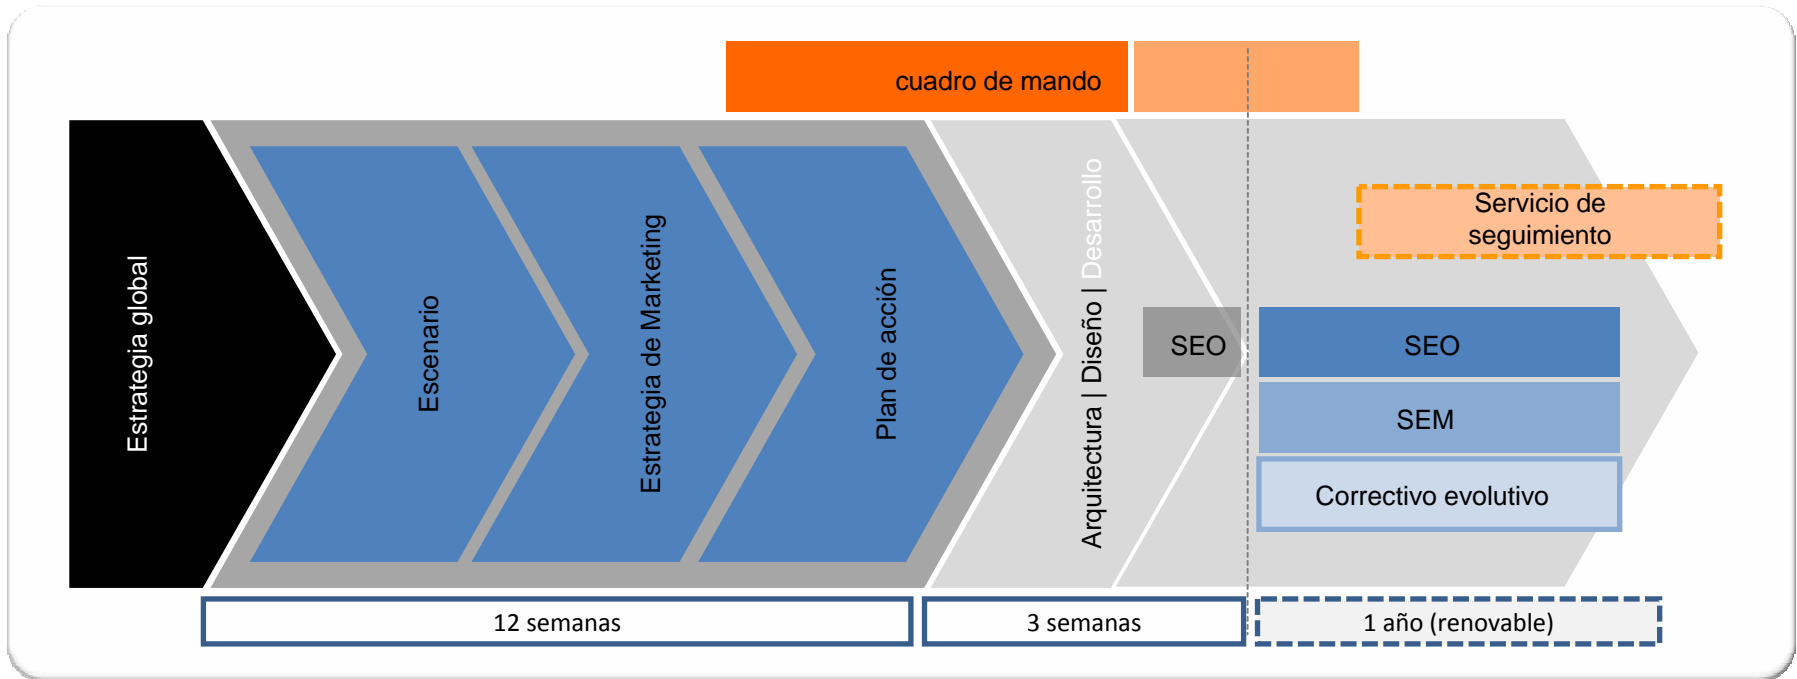 cuadro de mando
Estrategia global
Escenario
Estrategia de Marketing
Plan de acción
Arquitectura | Diseño | Desarrollo
Servicio de
seguimiento
SEO
SEO
SEM
Correctivo evolutivo
12 semanas
3 semanas
1 año (renovable)